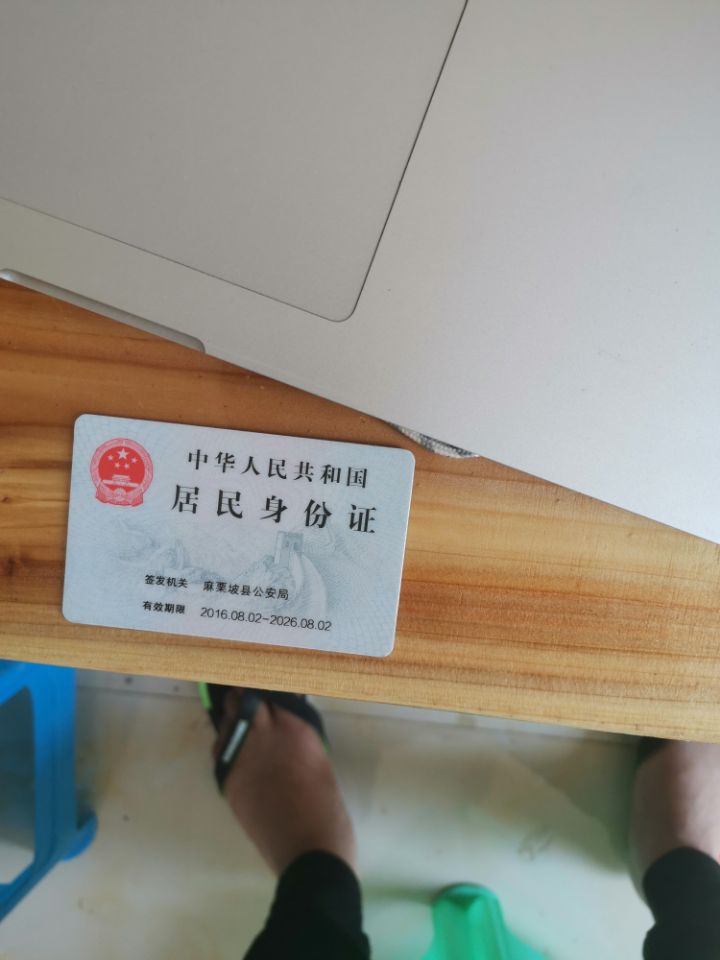 中华人民共和国
居民身份证
签发机关 麻栗坡县公安局
有效期限 2016.08.02-2026.08.02